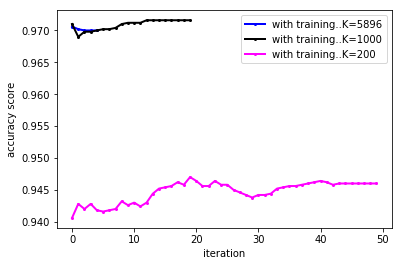 with training..K=5896
with training..K=1000
with training..K=200
accuracy score
0.970
0.965
0.960
0.955
0.950
0.945
0.940
0 10 20 30 40 50
iteration